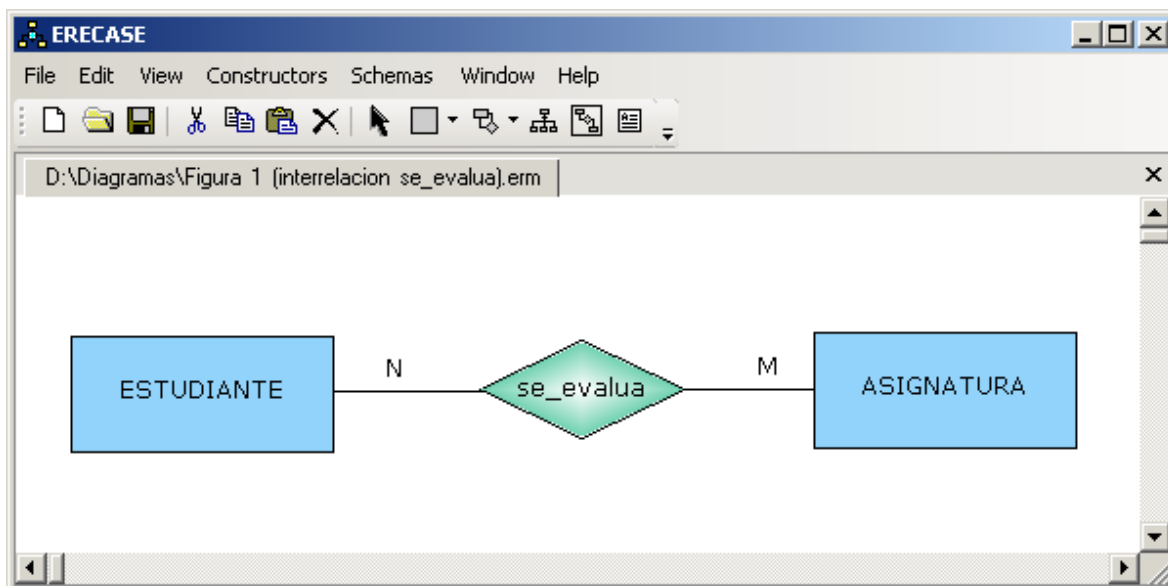 ERECASE
File Edit View Constructors Schemas Window Help
D:\Diagramas\Figura 1 (interrelacion se_evalua).erm
ESTUDIANTE N se_evalua M ASIGNATURA